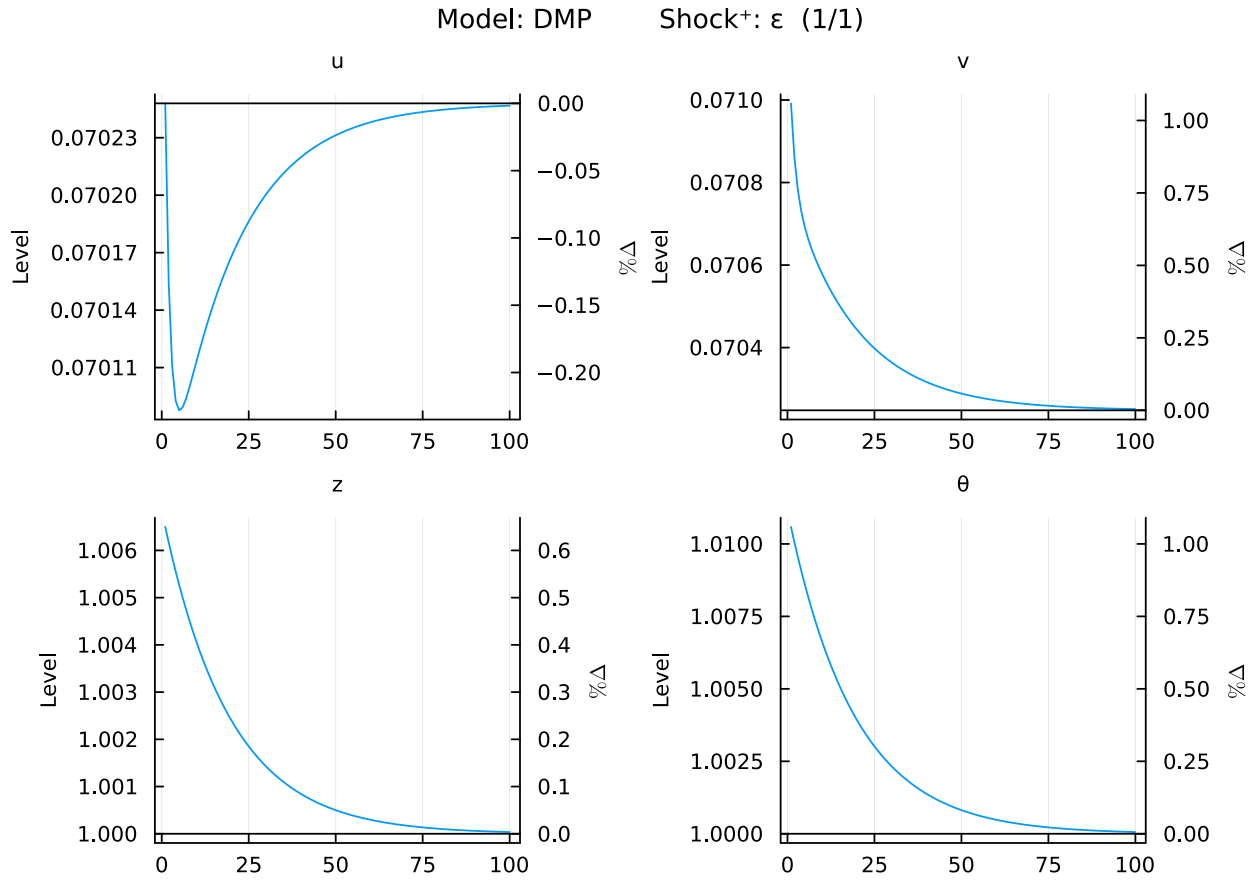 Model: DMP Shock⁺: ε (1/1)
u
v
0.07023
0.07020
0.07017
0.07014
0.07011
Level
0.00
−0.05
−0.10
−0.15
−0.20
%Δ
0 25 50 75 100
0.0710
0.0708
0.0706
0.0704
Level
1.00
0.75
0.50
0.25
0.00
%Δ
0 25 50 75 100
z
θ
1.006
1.005
1.004
1.003
1.002
1.001
1.000
Level
0.6
0.5
0.4
0.3
0.2
0.1
0.0
%Δ
0 25 50 75 100
1.0100
1.0075
1.0050
1.0025
1.0000
Level
1.00
0.75
0.50
0.25
0.00
%Δ
0 25 50 75 100